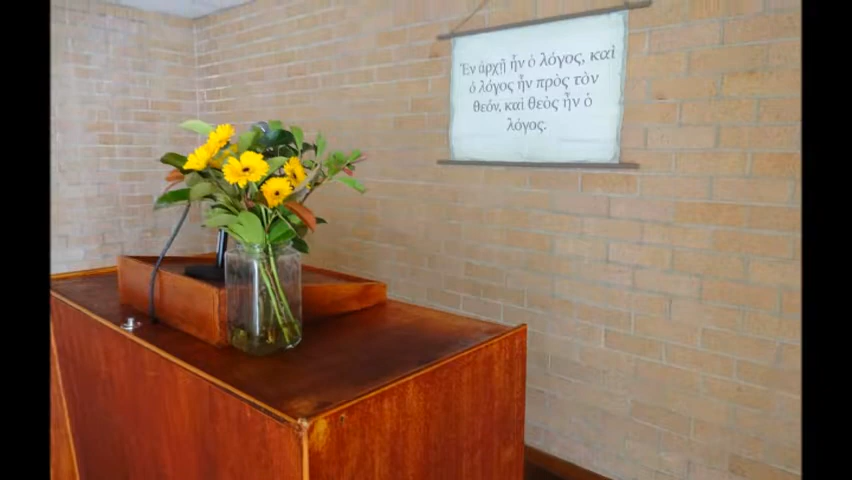 Ἐν ἀρχῇ ἦν ὁ λόγος, καὶ
ὁ λόγος ἦν πρὸς τὸν
θεόν, καὶ θεὸς ἦν ὁ
λόγος.